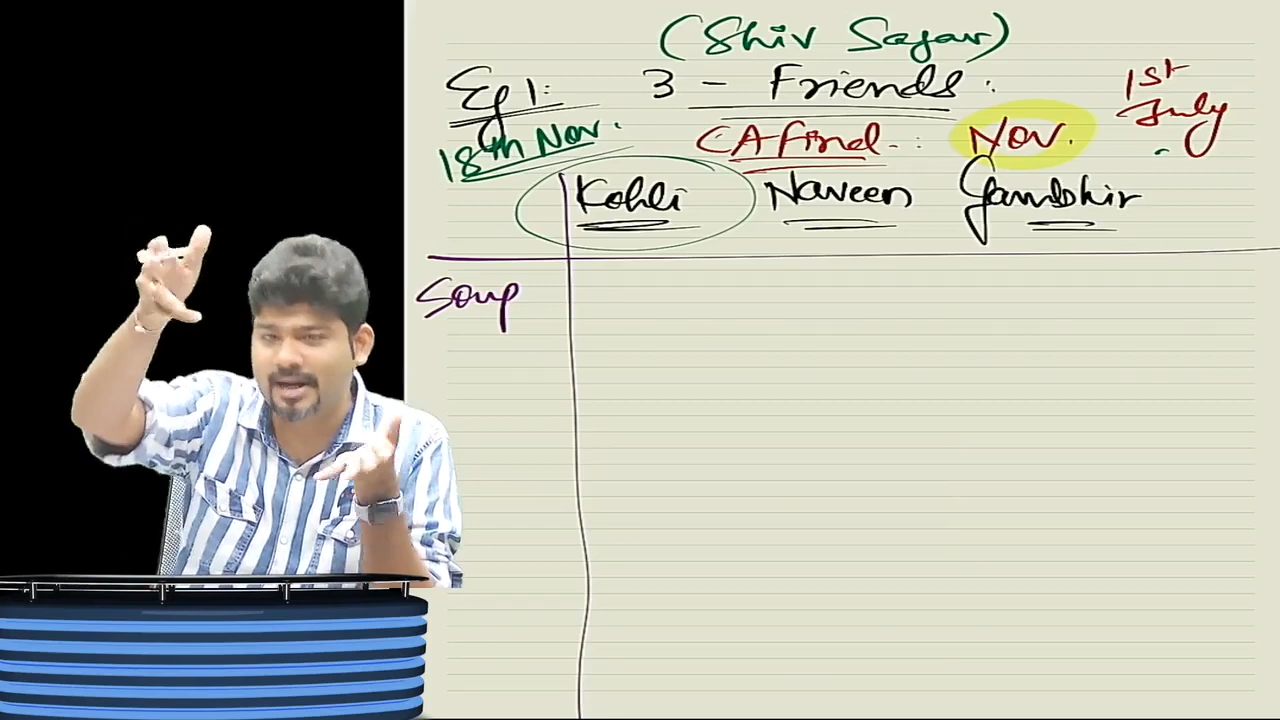 (Shiv Sagar)
Eg 1: 3 - Friends :
1st July
18th Nov. CA Final. : Nov.
Kohli Naveen Gambhir
Soup